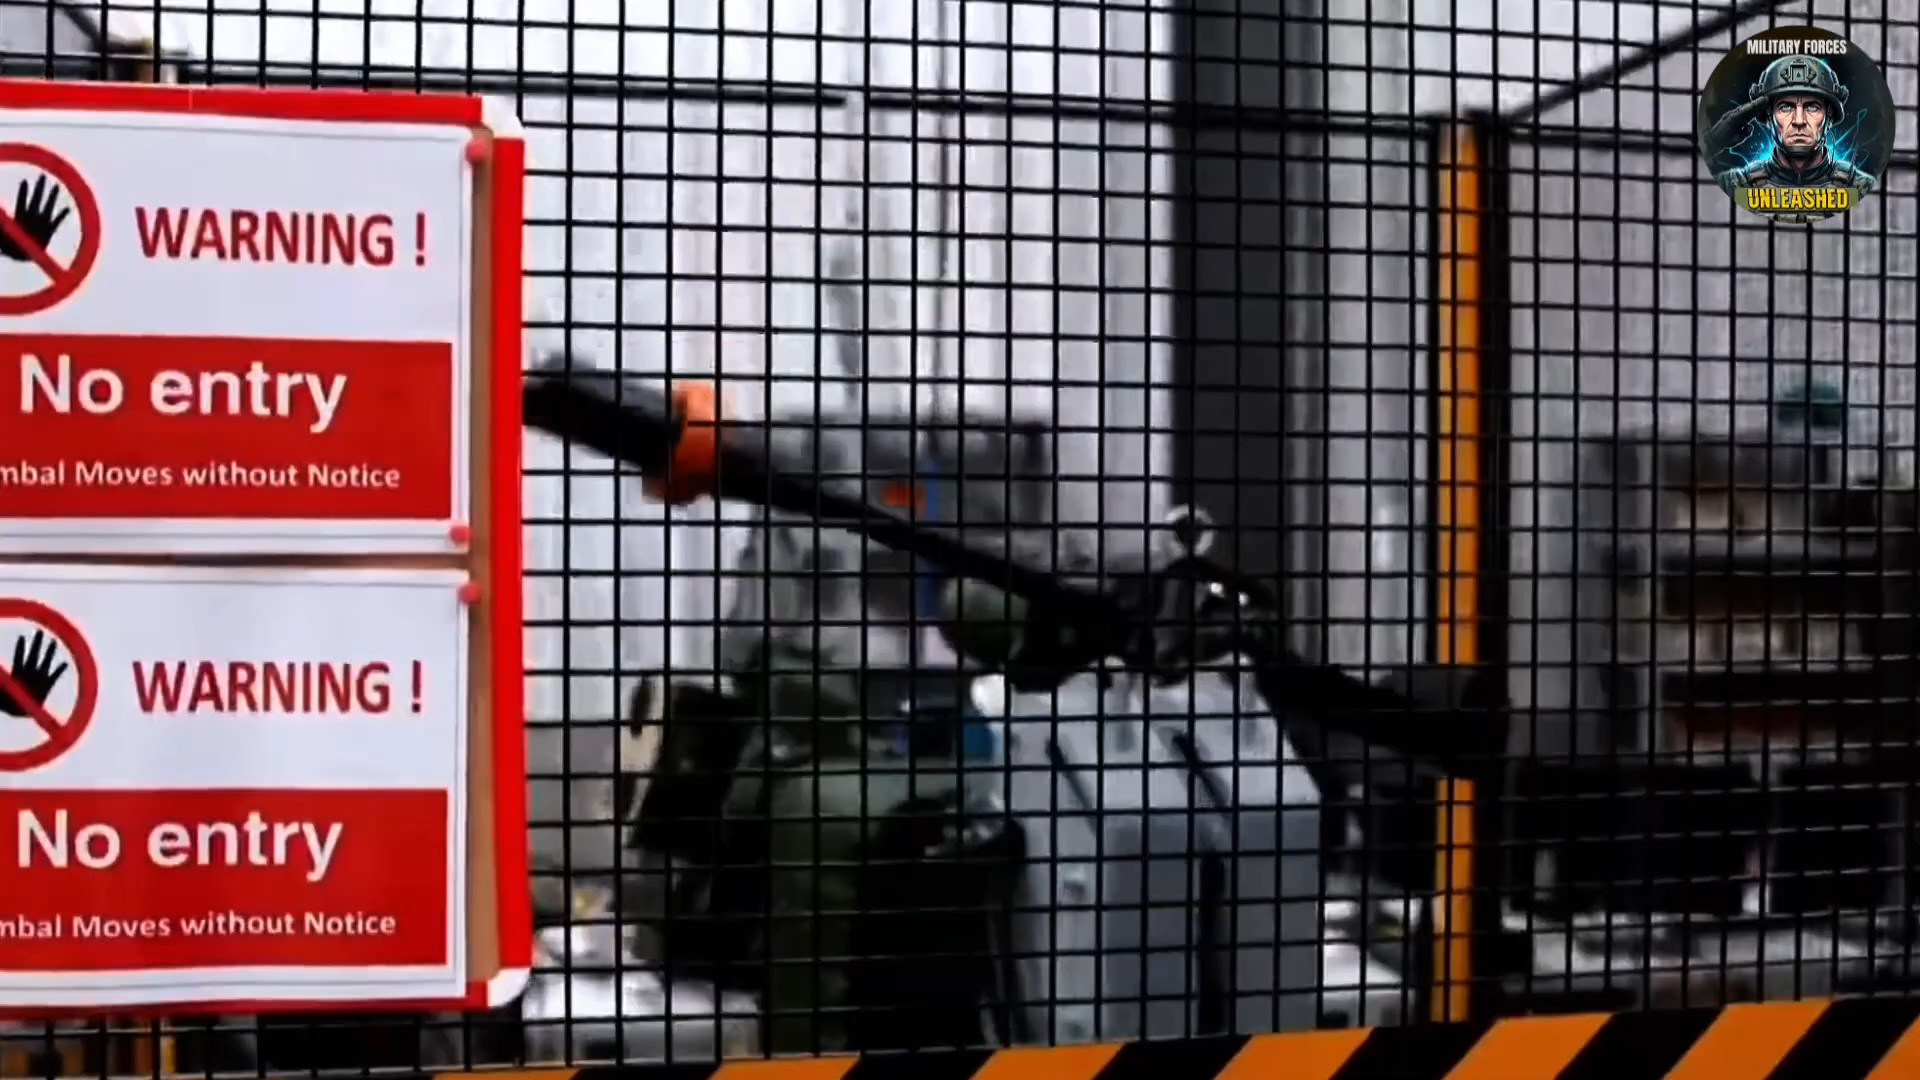 MILITARY FORCES
UNLEASHED
WARNING !
No entry
mbal Moves without Notice
WARNING !
No entry
mbal Moves without Notice